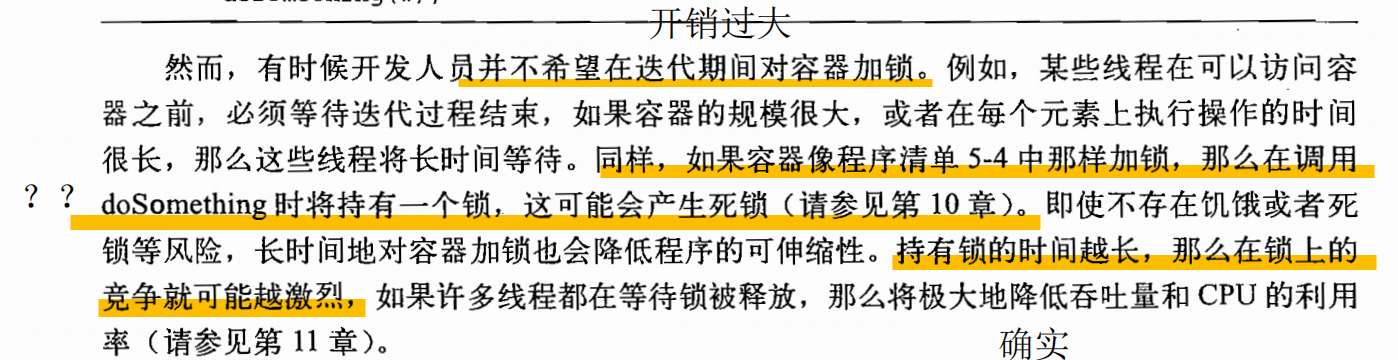 开销过大
然而，有时候开发人员并不希望在迭代期间对容器加锁。例如，某些线程在可以访问容
器之前，必须等待迭代过程结束，如果容器的规模很大，或者在每个元素上执行操作的时间
很长，那么这些线程将长时间等待。同样，如果容器像程序清单 5-4 中那样加锁，那么在调用
？？ doSomething 时将持有一个锁，这可能会产生死锁（请参见第 10 章）。即使不存在饥饿或者死
锁等风险，长时间地对容器加锁也会降低程序的可伸缩性。持有锁的时间越长，那么在锁上的
竞争就可能越激烈，如果许多线程都在等待锁被释放，那么将极大地降低吞吐量和 CPU 的利用
率（请参见第 11 章）。
确实